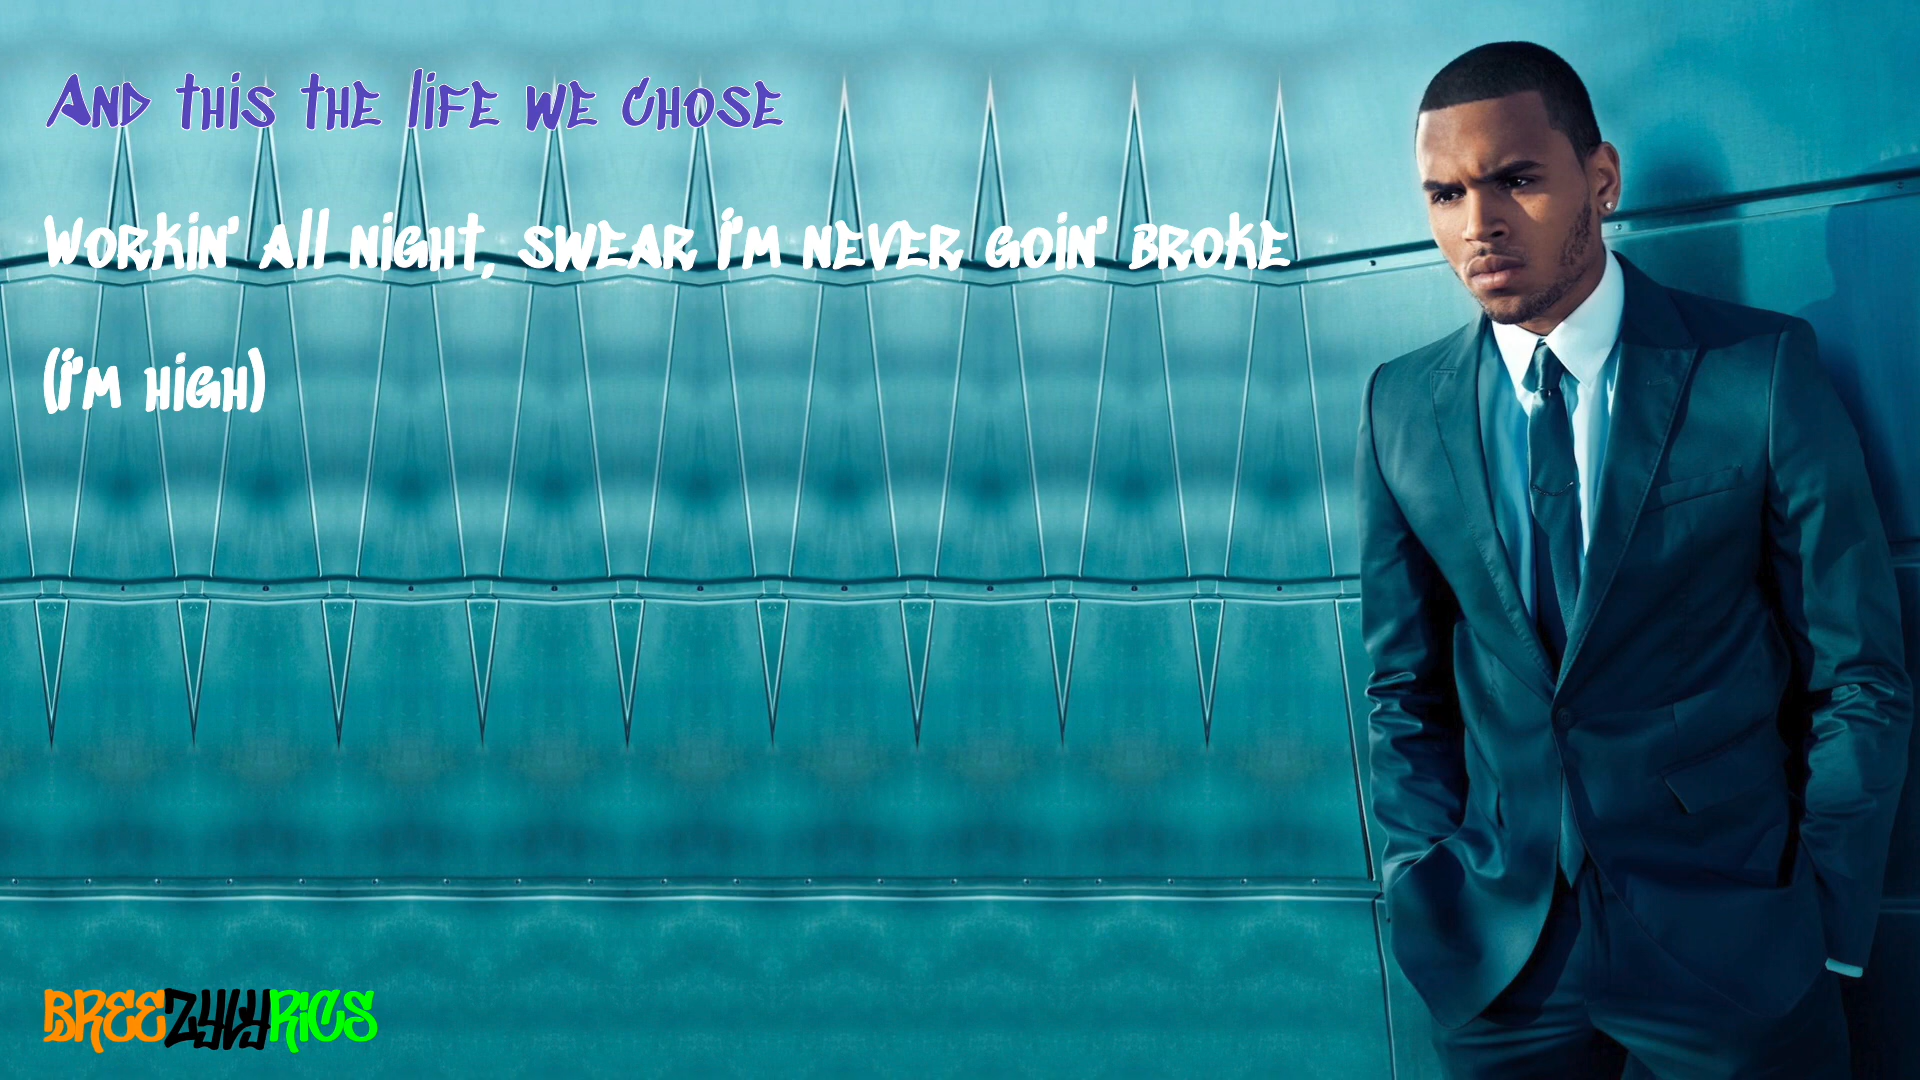 And this the life we chose
Workin' all night, swear I'm never goin' broke
(I'm high)
BREEZYLYRICS